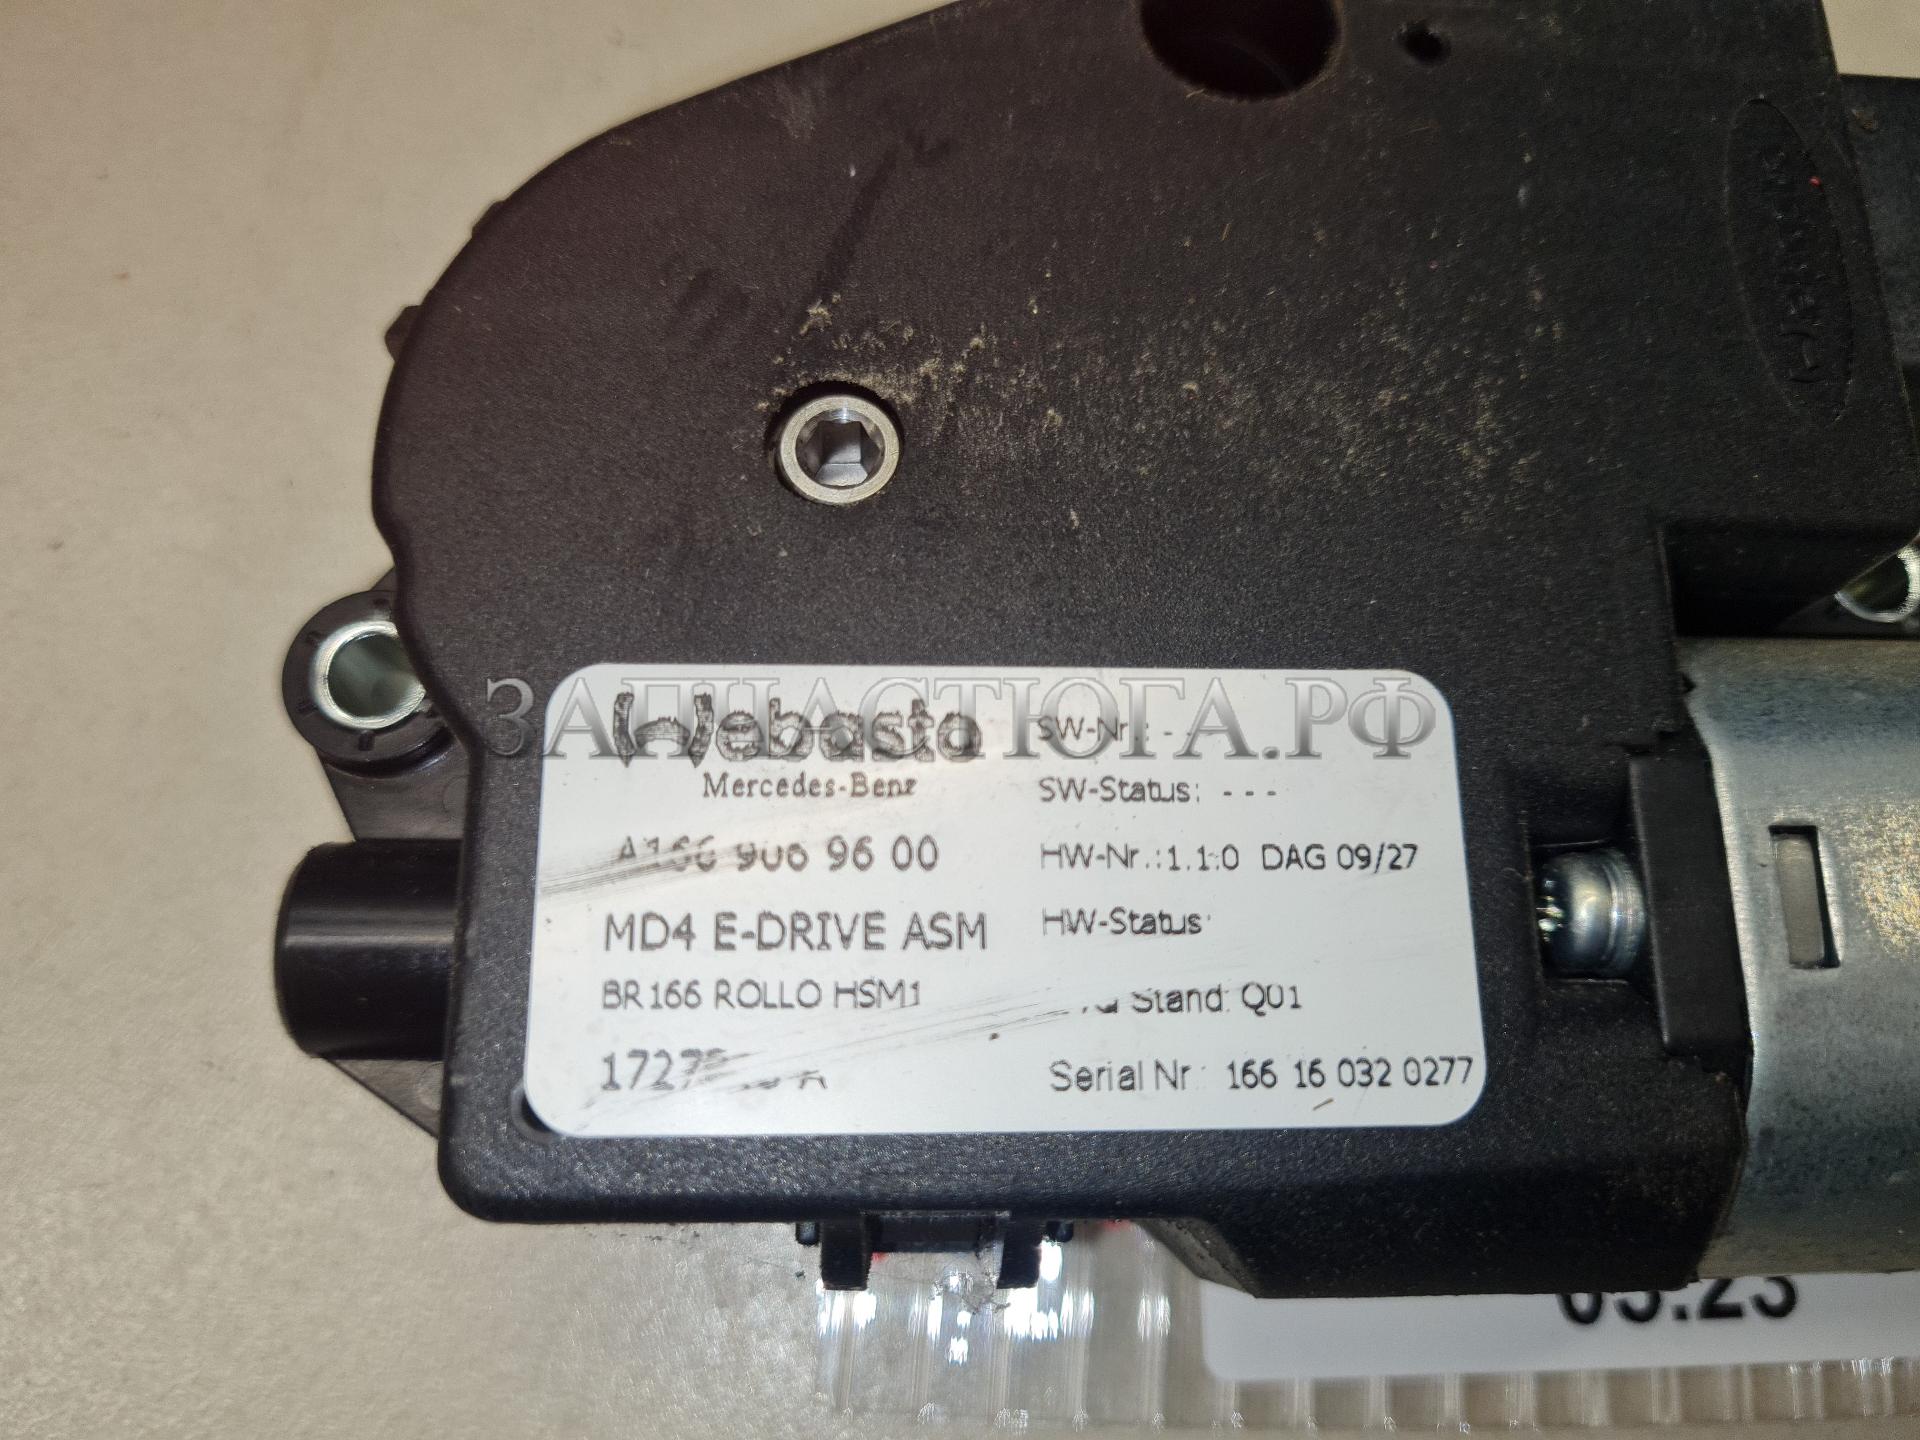 ЗАПЧАСТЮГА.РФ
Webasto
Mercedes-Benz
A166 906 96 00
MD4 E-DRIVE ASM
BR166 ROLLO HSM1
SW-Nr.: - -
SW-Status: - - -
HW-Nr.:1.1.0 DAG 09/27
HW-Status:
Stand: Q01
Serial Nr.: 166 16 032 0277